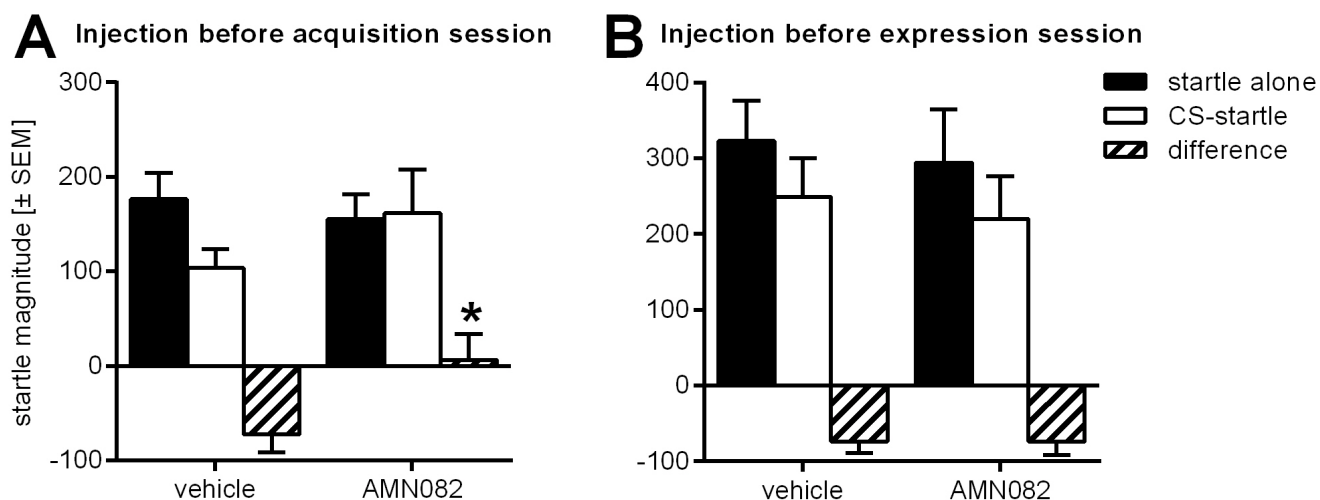 A Injection before acquisition session
startle magnitude [± SEM]
300
200
100
0
-100
*
vehicle AMN082
B Injection before expression session
400
300
200
100
0
-100
vehicle AMN082
startle alone
CS-startle
difference